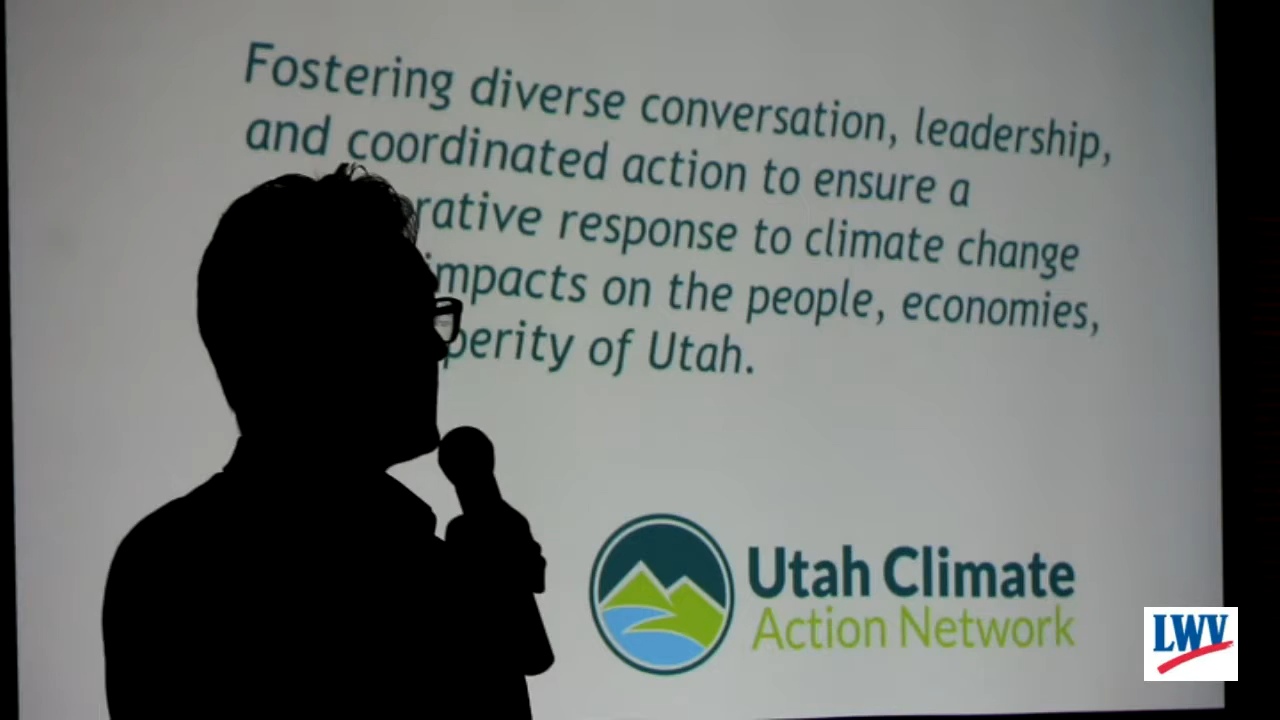 Fostering diverse conversation, leadership,
and coordinated action to ensure a
rative response to climate change
impacts on the people, economies,
perity of Utah.
Utah Climate
Action Network
LWV